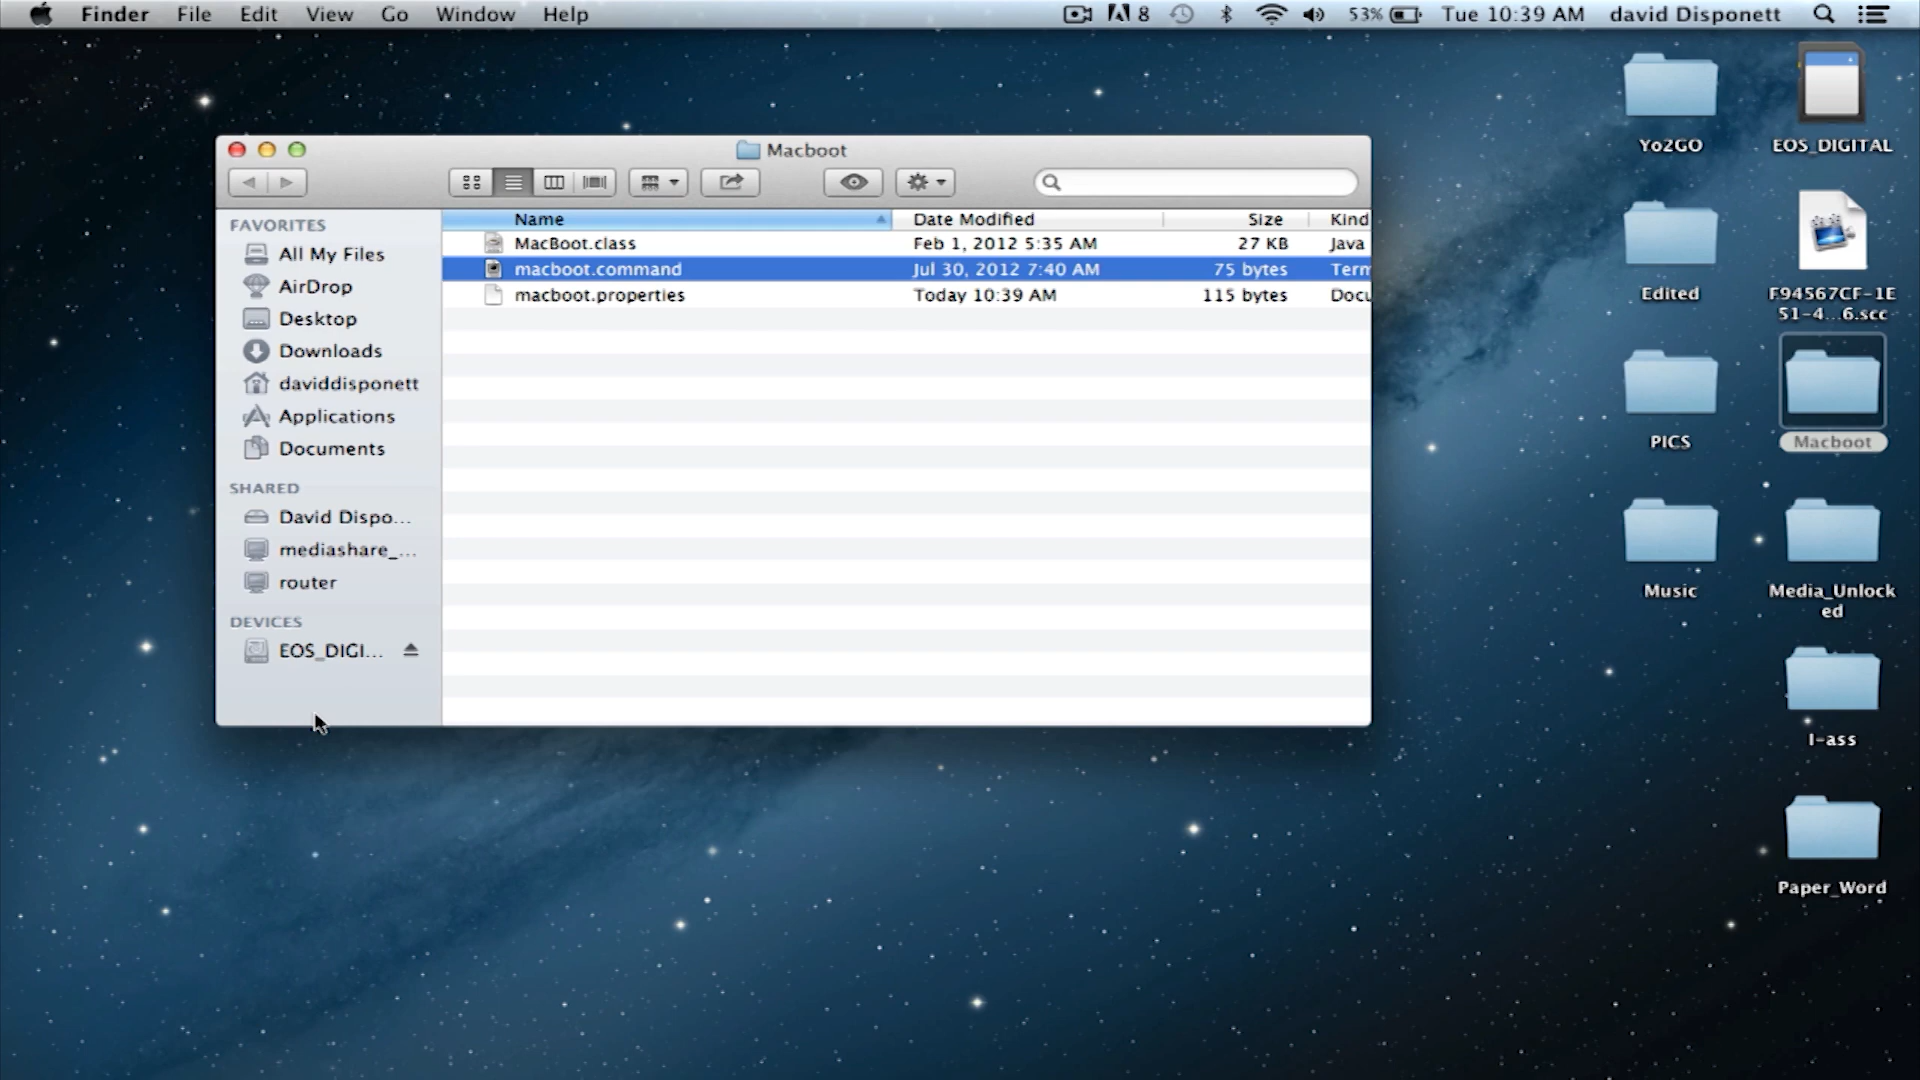 Finder File Edit View Go Window Help 8 53% Tue 10:39 AM david Disponett
Macboot
FAVORITES
All My Files
AirDrop
Desktop
Downloads
daviddisponett
Applications
Documents
SHARED
David Dispo...
mediashare_...
router
DEVICES
EOS_DIGI...
Name Date Modified Size Kind
MacBoot.class Feb 1, 2012 5:35 AM 27 KB Java
macboot.command Jul 30, 2012 7:40 AM 75 bytes Term
macboot.properties Today 10:39 AM 115 bytes Docu
Yo2GO
EOS_DIGITAL
Edited
F94567CF-1E
51-4...6.scc
PICS
Macboot
Music
Media_Unlock
ed
I-ass
Paper_Word